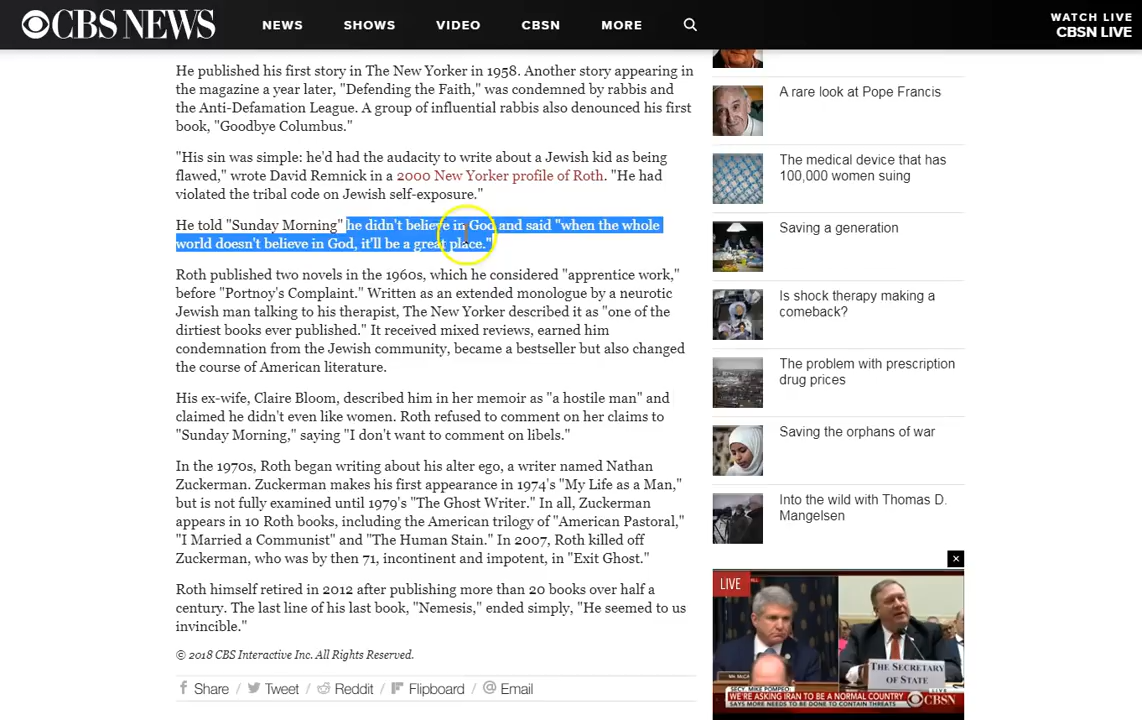 CBS NEWS
NEWS
SHOWS
VIDEO
CBSN
MORE
WATCH LIVE
CBSN LIVE
He published his first story in The New Yorker in 1958. Another story appearing in
the magazine a year later, "Defending the Faith," was condemned by rabbis and
the Anti-Defamation League. A group of influential rabbis also denounced his first
book, "Goodbye Columbus."
"His sin was simple: he'd had the audacity to write about a Jewish kid as being
flawed," wrote David Remnick in a 2000 New Yorker profile of Roth. "He had
violated the tribal code on Jewish self-exposure."
He told "Sunday Morning" he didn't believe in God and said "when the whole
world doesn't believe in God, it'll be a great place."
Roth published two novels in the 1960s, which he considered "apprentice work,"
before "Portnoy's Complaint." Written as an extended monologue by a neurotic
Jewish man talking to his therapist, The New Yorker described it as "one of the
dirtiest books ever published." It received mixed reviews, earned him
condemnation from the Jewish community, became a bestseller but also changed
the course of American literature.
His ex-wife, Claire Bloom, described him in her memoir as "a hostile man" and
claimed he didn't even like women. Roth refused to comment on her claims to
"Sunday Morning," saying "I don't want to comment on libels."
In the 1970s, Roth began writing about his alter ego, a writer named Nathan
Zuckerman. Zuckerman makes his first appearance in 1974's "My Life as a Man,"
but is not fully examined until 1979's "The Ghost Writer." In all, Zuckerman
appears in 10 Roth books, including the American trilogy of "American Pastoral,"
"I Married a Communist" and "The Human Stain." In 2007, Roth killed off
Zuckerman, who was by then 71, incontinent and impotent, in "Exit Ghost."
Roth himself retired in 2012 after publishing more than 20 books over half a
century. The last line of his last book, "Nemesis," ended simply, "He seemed to us
invincible."
© 2018 CBS Interactive Inc. All Rights Reserved.
Share / Tweet / Reddit / Flipboard / @ Email
A rare look at Pope Francis
The medical device that has
100,000 women suing
Saving a generation
Is shock therapy making a
comeback?
The problem with prescription
drug prices
Saving the orphans of war
Into the wild with Thomas D.
Mangelsen
LIVE
THE SECRETARY
OF STATE
SECY. MIKE POMPEO
WE'RE ASKING IRAN TO BE A NORMAL COUNTRY
SAYS MORE NEEDS TO BE DONE TO CONTAIN THREATS
CBSN